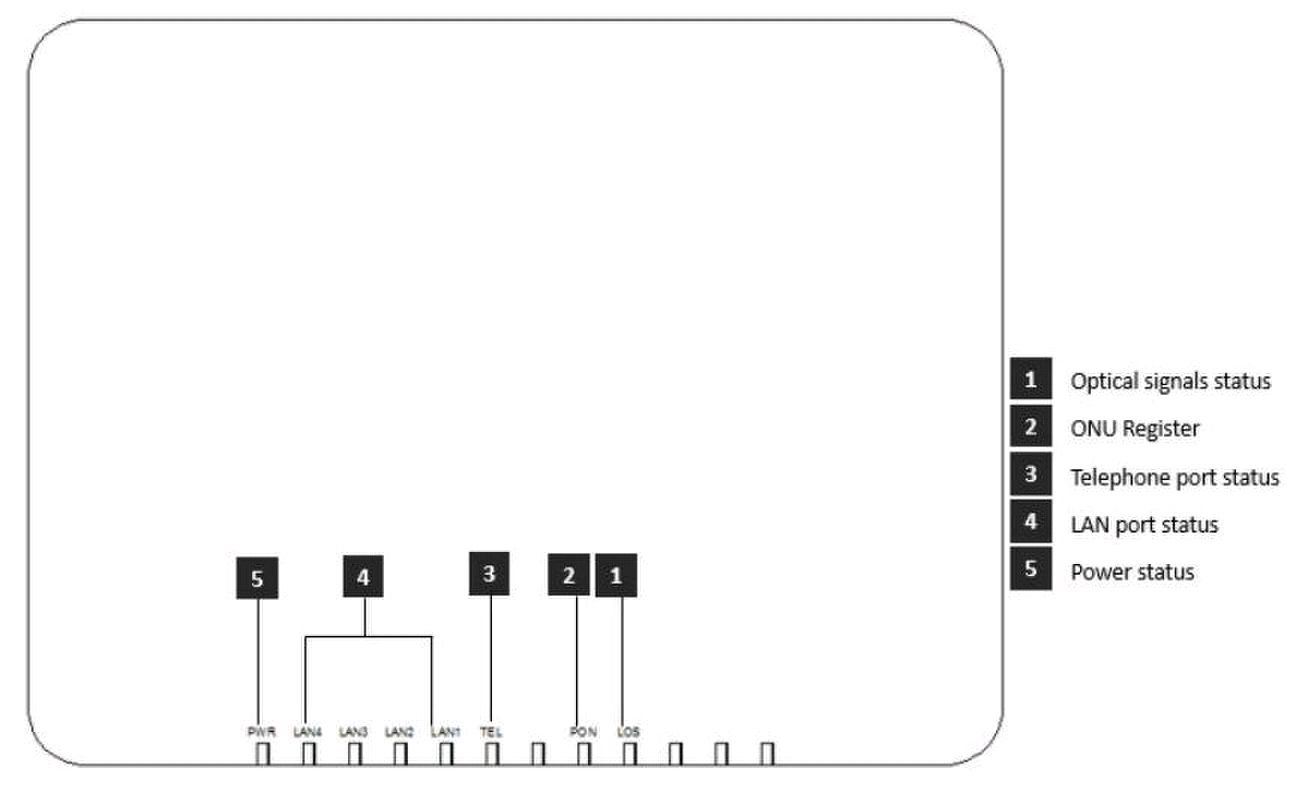 1 Optical signals status
2 ONU Register
3 Telephone port status
4 LAN port status
5 Power status
5 4 3 2 1
PWR LAN4 LAN3 LAN2 LAN1 TEL PON LOS